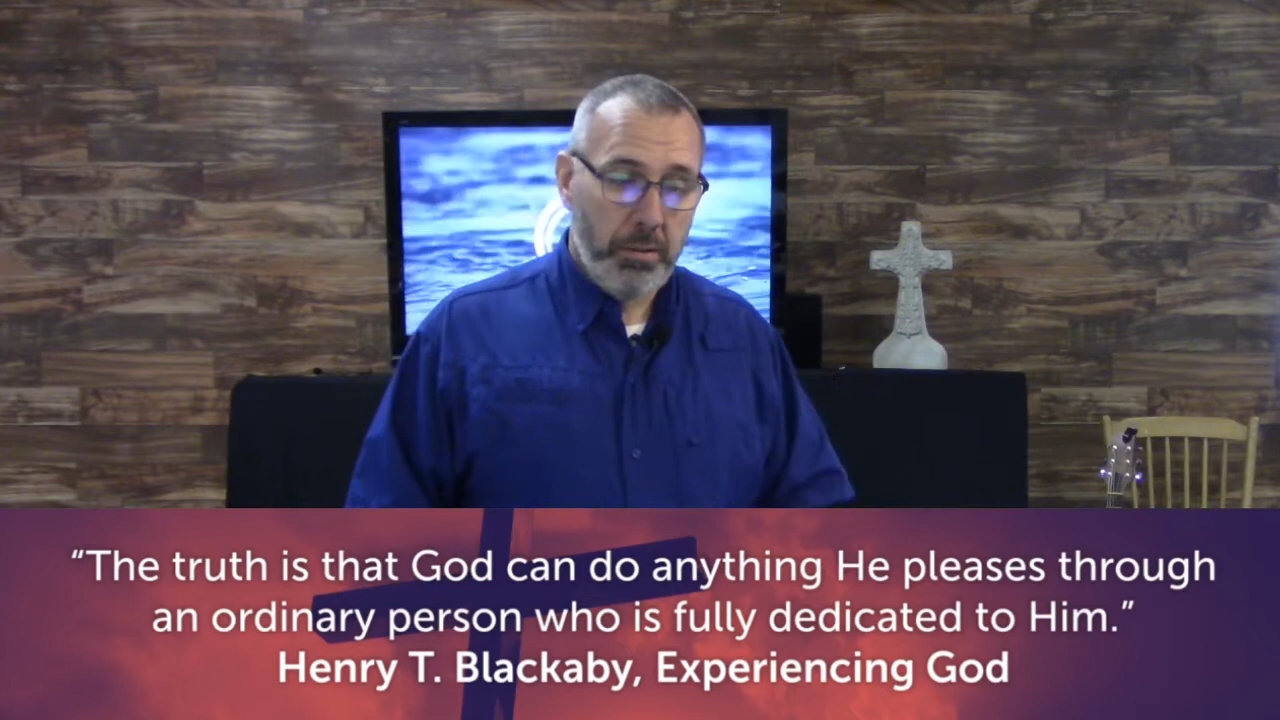 “The truth is that God can do anything He pleases through
an ordinary person who is fully dedicated to Him.”
Henry T. Blackaby, Experiencing God